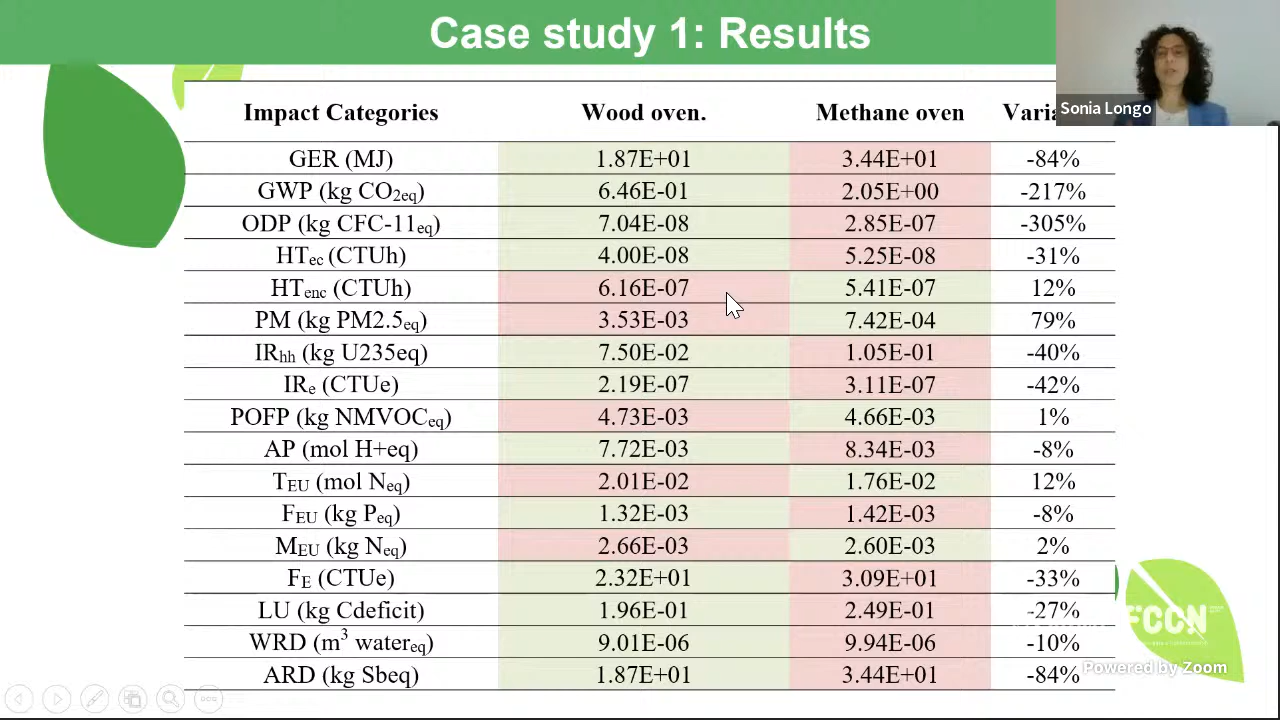 Case study 1: Results
Sonia Longo
Impact Categories Wood oven. Methane oven
GER (MJ) 1.87E+01 3.44E+01 -84%
GWP (kg CO2eq) 6.46E-01 2.05E+00 -217%
ODP (kg CFC-11eq) 7.04E-08 2.85E-07 -305%
HTec (CTUh) 4.00E-08 5.25E-08 -31%
HTenc (CTUh) 6.16E-07 5.41E-07 12%
PM (kg PM2.5eq) 3.53E-03 7.42E-04 79%
IRhh (kg U235eq) 7.50E-02 1.05E-01 -40%
IRe (CTUe) 2.19E-07 3.11E-07 -42%
POFP (kg NMVOCeq) 4.73E-03 4.66E-03 1%
AP (mol H+eq) 7.72E-03 8.34E-03 -8%
TEU (mol Neq) 2.01E-02 1.76E-02 12%
FEU (kg Peq) 1.32E-03 1.42E-03 -8%
MEU (kg Neq) 2.66E-03 2.60E-03 2%
FE (CTUe) 2.32E+01 3.09E+01 -33%
LU (kg Cdeficit) 1.96E-01 2.49E-01 -27%
WRD (m3 watereq) 9.01E-06 9.94E-06 -10%
ARD (kg Sbeq) 1.87E+01 3.44E+01 -84%
FCCN
Powered by Zoom